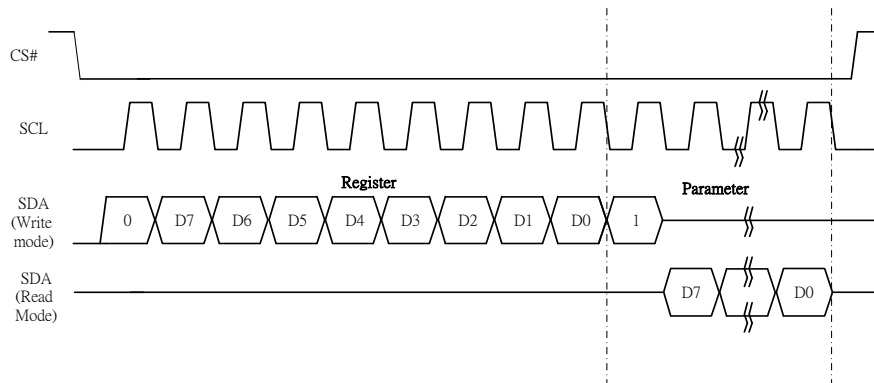 CS#
SCL
Register
Parameter
SDA
(Write
mode)
0 D7 D6 D5 D4 D3 D2 D1 D0 1
SDA
(Read
Mode)
D7 D0